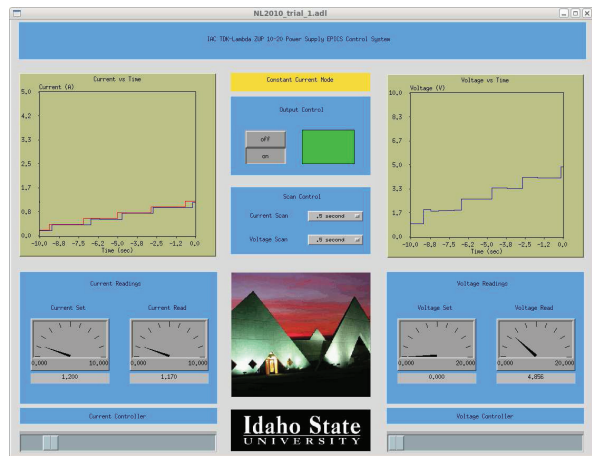 NL2010_trial_1.adl
IAC TDK-Lambda ZUP 10-20 Power Supply EPICS Control System
Current vs Time
Current (A)
5,0
4,2
3,3
2,5
1,7
0,8
0,0
-10,0 -8,8 -7,5 -6,2 -5,0 -3,8 -2,5 -1,2 0,0
Time (sec)
Constant Current Mode
Output Control
off
on
Scan Control
Current Scan .5 second
Voltage Scan .5 second
Voltage vs Time
Voltage (V)
10,0
8,3
6,7
5,0
3,3
1,7
0,0
-10,0 -8,8 -7,5 -6,2 -5,0 -3,8 -2,5 -1,2 0,0
Time (sec)
Current Readings
Current Set Current Read
0,000 10,000 0,000 10,000
1,200 1,170
Current Controller
Idaho State
UNIVERSITY
Voltage Readings
Voltage Set Voltage Read
0,000 20,000 0,000 20,000
0,000 4,856
Voltage Controller